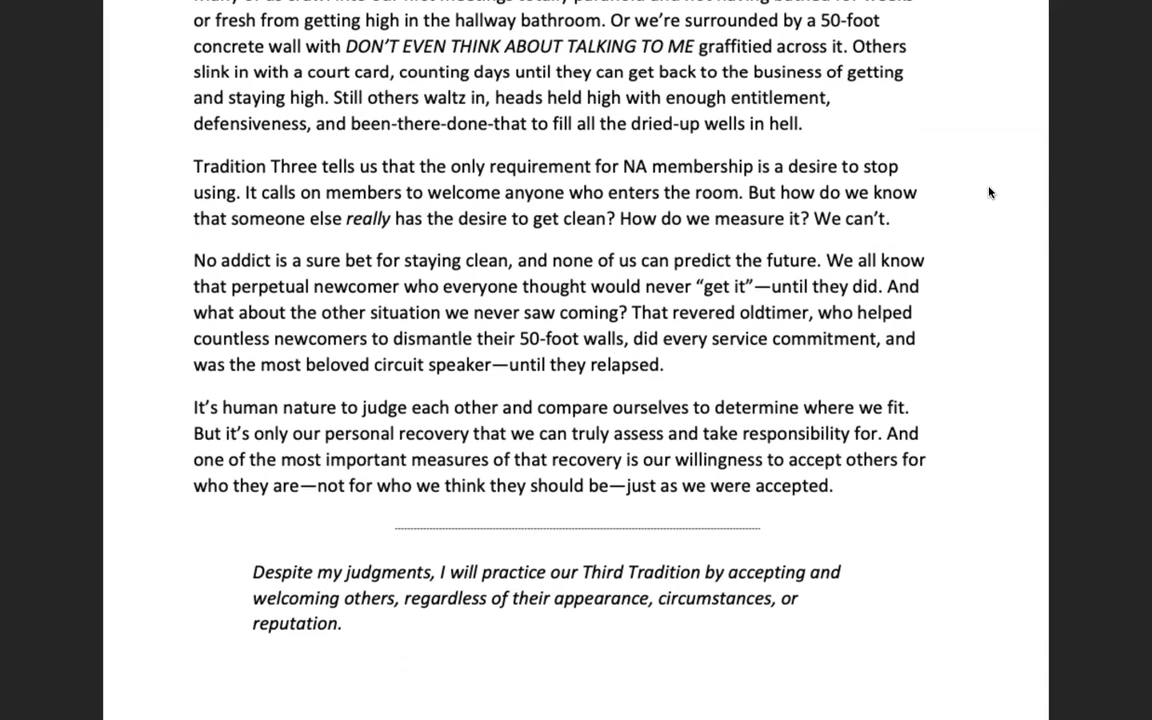 or fresh from getting high in the hallway bathroom. Or we’re surrounded by a 50-foot
concrete wall with DON’T EVEN THINK ABOUT TALKING TO ME graffitied across it. Others
slink in with a court card, counting days until they can get back to the business of getting
and staying high. Still others waltz in, heads held high with enough entitlement,
defensiveness, and been-there-done-that to fill all the dried-up wells in hell.
Tradition Three tells us that the only requirement for NA membership is a desire to stop
using. It calls on members to welcome anyone who enters the room. But how do we know
that someone else really has the desire to get clean? How do we measure it? We can’t.
No addict is a sure bet for staying clean, and none of us can predict the future. We all know
that perpetual newcomer who everyone thought would never “get it”—until they did. And
what about the other situation we never saw coming? That revered oldtimer, who helped
countless newcomers to dismantle their 50-foot walls, did every service commitment, and
was the most beloved circuit speaker—until they relapsed.
It’s human nature to judge each other and compare ourselves to determine where we fit.
But it’s only our personal recovery that we can truly assess and take responsibility for. And
one of the most important measures of that recovery is our willingness to accept others for
who they are—not for who we think they should be—just as we were accepted.
Despite my judgments, I will practice our Third Tradition by accepting and
welcoming others, regardless of their appearance, circumstances, or
reputation.